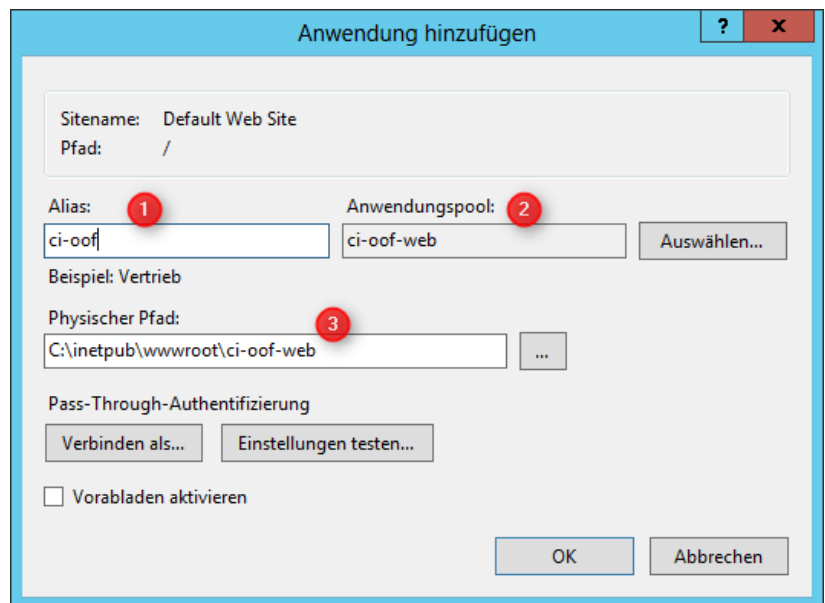 Anwendung hinzufügen ? x
Sitename: Default Web Site
Pfad: /
Alias: 1 Anwendungspool: 2
ci-oof ci-oof-web Auswählen...
Beispiel: Vertrieb
Physischer Pfad: 3
C:\inetpub\wwwroot\ci-oof-web ...
Pass-Through-Authentifizierung
Verbinden als... Einstellungen testen...
Vorabladen aktivieren
OK Abbrechen